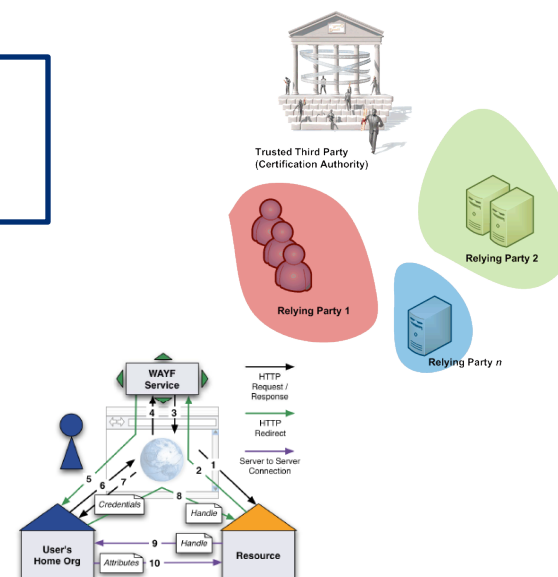 Trusted Third Party
(Certification Authority)
Relying Party 1
Relying Party 2
Relying Party n
WAYF
Service
HTTP
Request /
Response
HTTP
Redirect
Server to Server
Connection
4
3
5
6
7
2
1
8
Credentials
Handle
9
Handle
Attributes
10
User's
Home Org
Resource